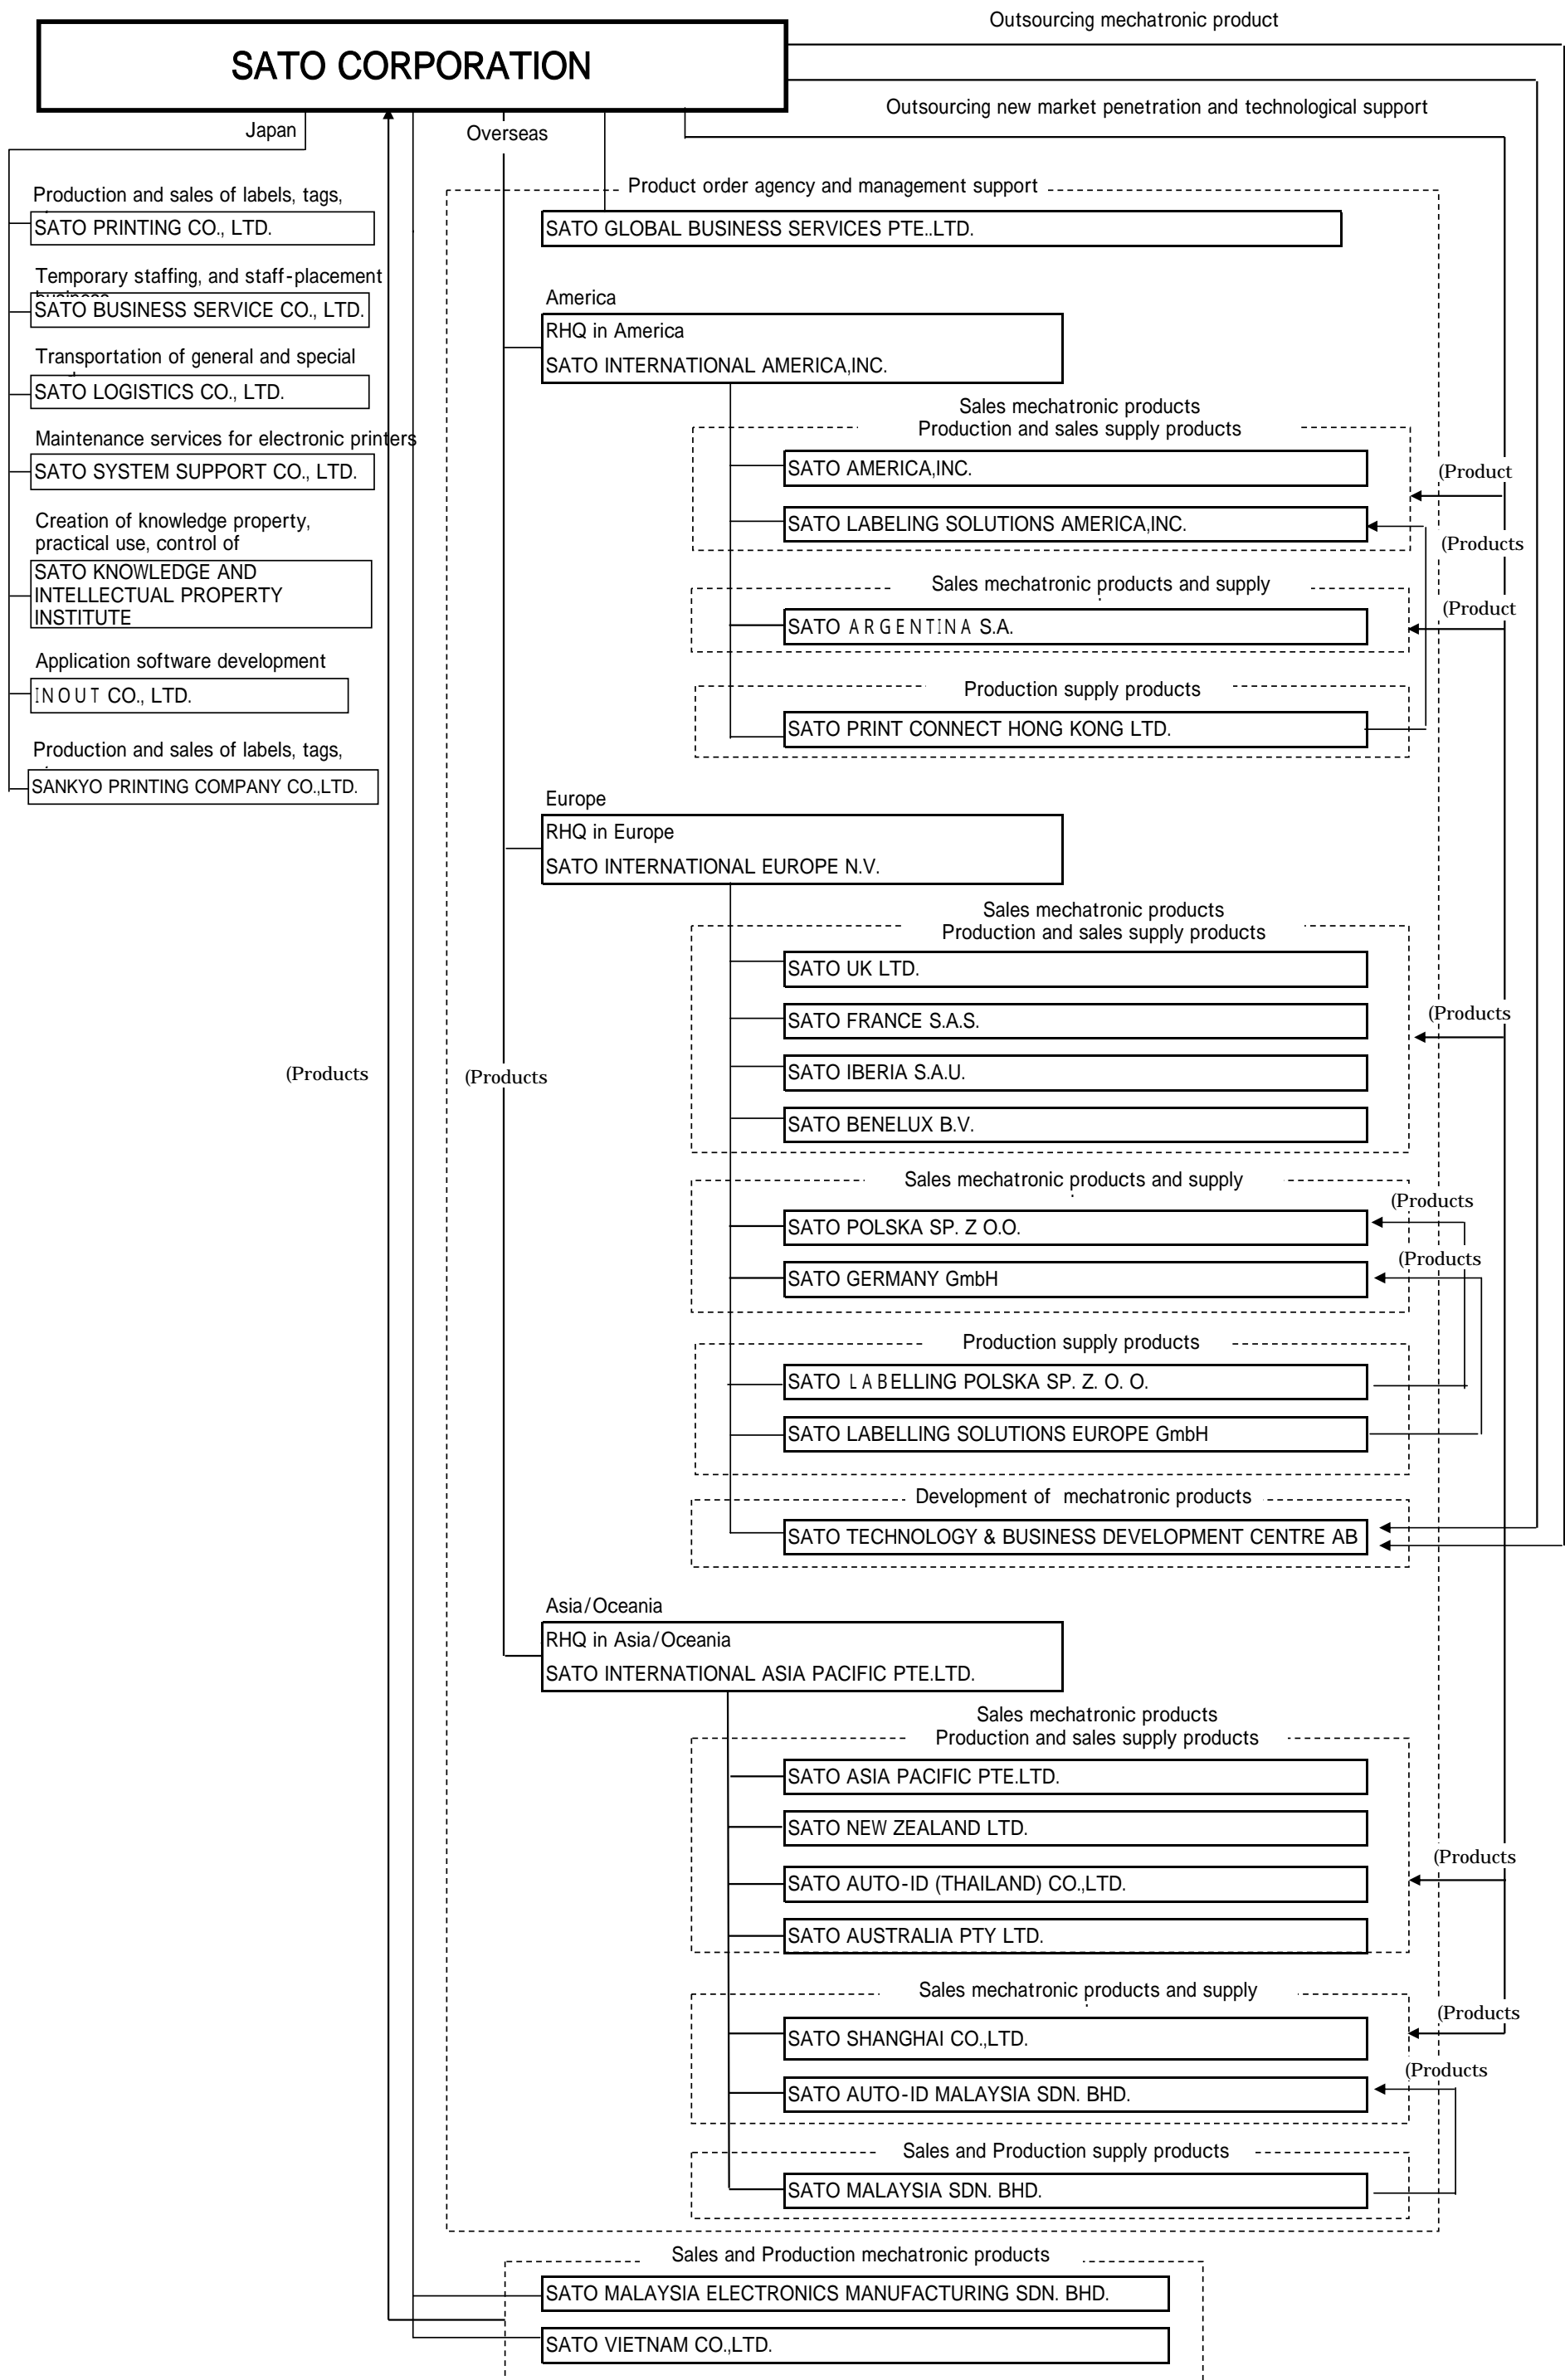 Outsourcing mechatronic product
SATO CORPORATION
Outsourcing new market penetration and technological support
Japan
Overseas
Production and sales of labels, tags,
SATO PRINTING CO., LTD.
Temporary staffing, and staff-placement
SATO BUSINESS SERVICE CO., LTD.
Transportation of general and special
SATO LOGISTICS CO., LTD.
Maintenance services for electronic printers
SATO SYSTEM SUPPORT CO., LTD.
Creation of knowledge property,
practical use, control of
SATO KNOWLEDGE AND
INTELLECTUAL PROPERTY
INSTITUTE
Application software development
INOUT CO., LTD.
Production and sales of labels, tags,
SANKYO PRINTING COMPANY CO.,LTD.
(Products
(Products
Product order agency and management support
SATO GLOBAL BUSINESS SERVICES PTE..LTD.
America
RHQ in America
SATO INTERNATIONAL AMERICA,INC.
Sales mechatronic products
Production and sales supply products
SATO AMERICA,INC.
(Product
SATO LABELING SOLUTIONS AMERICA,INC.
(Products
Sales mechatronic products and supply
(Product
SATO ARGENTINA S.A.
Production supply products
SATO PRINT CONNECT HONG KONG LTD.
Europe
RHQ in Europe
SATO INTERNATIONAL EUROPE N.V.
Sales mechatronic products
Production and sales supply products
SATO UK LTD.
SATO FRANCE S.A.S.
(Products
SATO IBERIA S.A.U.
SATO BENELUX B.V.
Sales mechatronic products and supply
(Products
SATO POLSKA SP. Z O.O.
(Products
SATO GERMANY GmbH
Production supply products
SATO LABELLING POLSKA SP. Z. O. O.
SATO LABELLING SOLUTIONS EUROPE GmbH
Development of mechatronic products
SATO TECHNOLOGY & BUSINESS DEVELOPMENT CENTRE AB
Asia/Oceania
RHQ in Asia/Oceania
SATO INTERNATIONAL ASIA PACIFIC PTE.LTD.
Sales mechatronic products
Production and sales supply products
SATO ASIA PACIFIC PTE.LTD.
SATO NEW ZEALAND LTD.
(Products
SATO AUTO-ID (THAILAND) CO.,LTD.
SATO AUSTRALIA PTY LTD.
Sales mechatronic products and supply
(Products
SATO SHANGHAI CO.,LTD.
(Products
SATO AUTO-ID MALAYSIA SDN. BHD.
Sales and Production supply products
SATO MALAYSIA SDN. BHD.
Sales and Production mechatronic products
SATO MALAYSIA ELECTRONICS MANUFACTURING SDN. BHD.
SATO VIETNAM CO.,LTD.